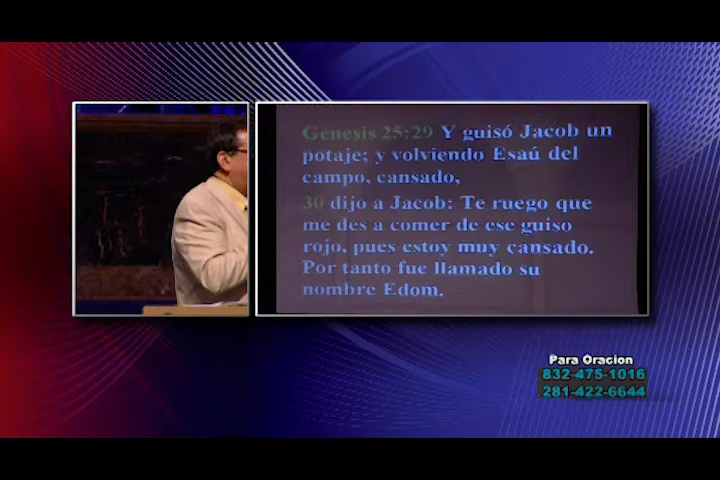 Genesis 25:29 Y guisó Jacob un
potaje; y volviendo Esaú del
campo, cansado,
30 dijo a Jacob: Te ruego que
me des a comer de ese guiso
rojo, pues estoy muy cansado.
Por tanto fue llamado su
nombre Edom.
Para Oracion
832-475-1016
281-422-6644